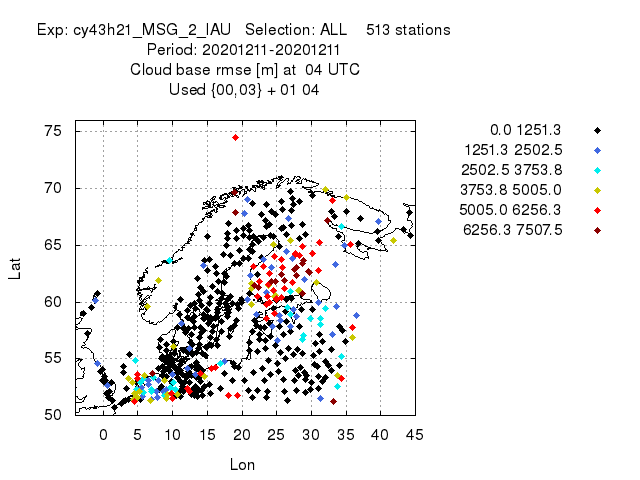 Exp: cy43h21_MSG_2_IAU Selection: ALL 513 stations
Period: 20201211-20201211
Cloud base rmse [m] at 04 UTC
Used {00,03} + 01 04
75
70
65
60
55
50
Lat
0 5 10 15 20 25 30 35 40 45
Lon
0.0 1251.3
1251.3 2502.5
2502.5 3753.8
3753.8 5005.0
5005.0 6256.3
6256.3 7507.5